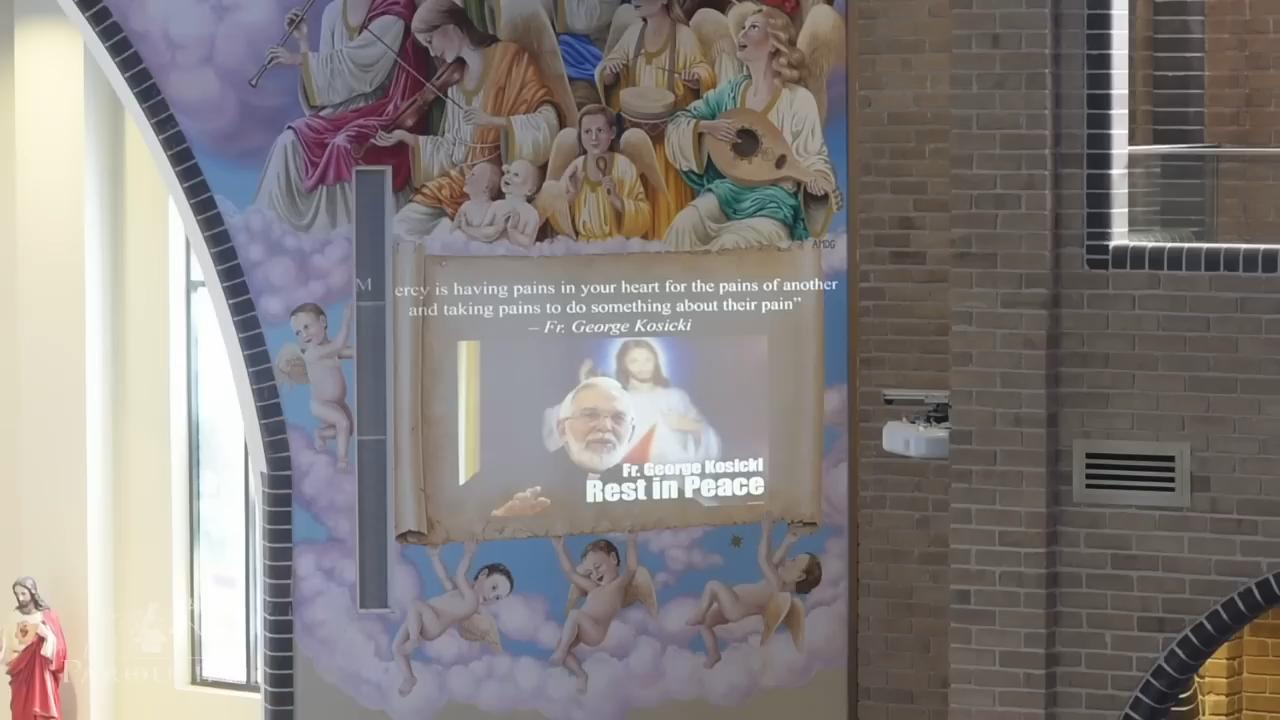 AMDG
Mercy is having pains in your heart for the pains of another
and taking pains to do something about their pain”
– Fr. George Kosicki
Fr. George Kosicki
Rest in Peace